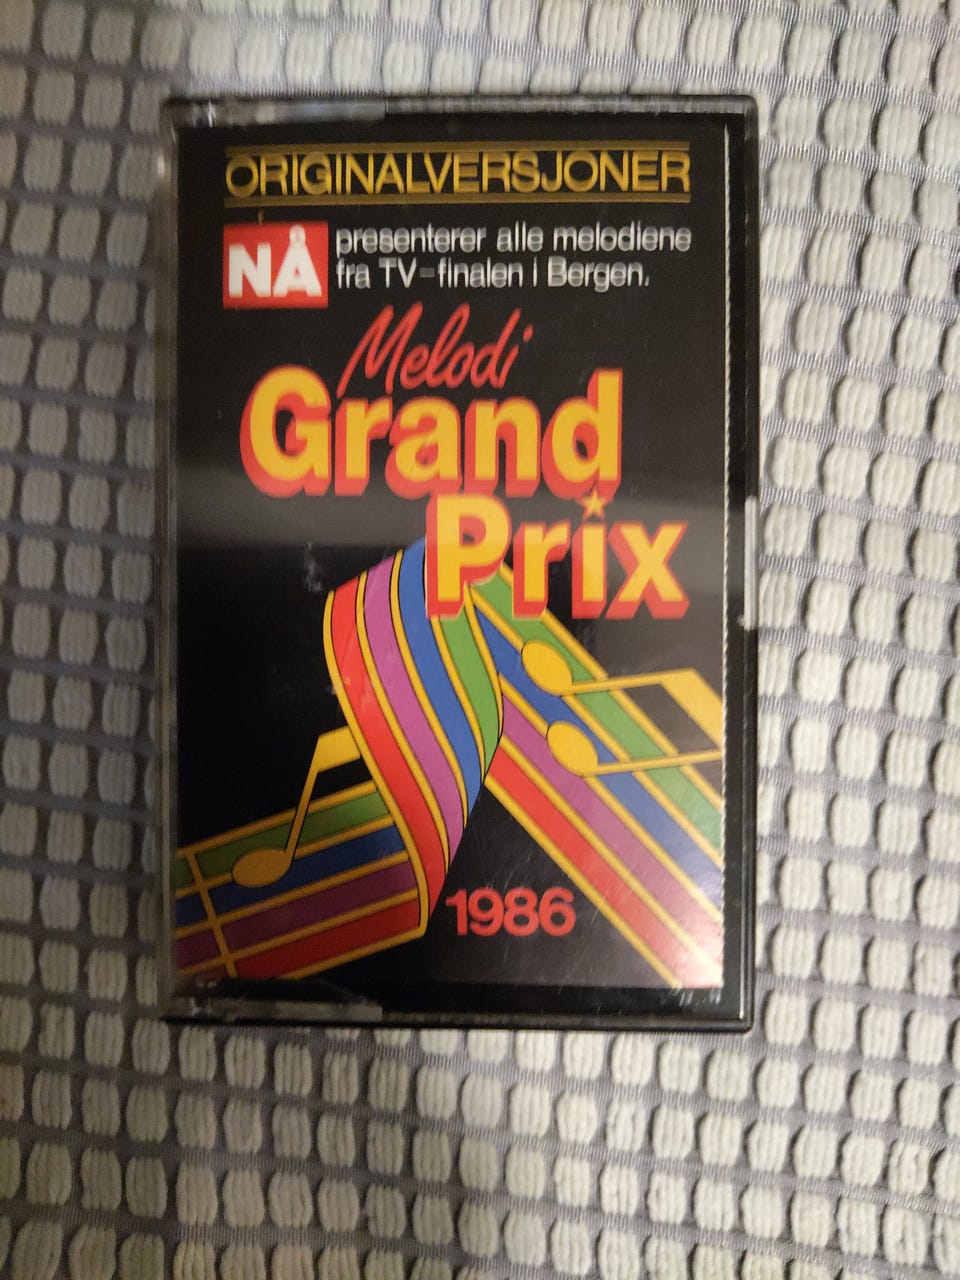 ORIGINALVERSJONER
NÅ
presenterer alle melodiene
fra TV-finalen i Bergen.
Melodi
Grand
Prix
1986